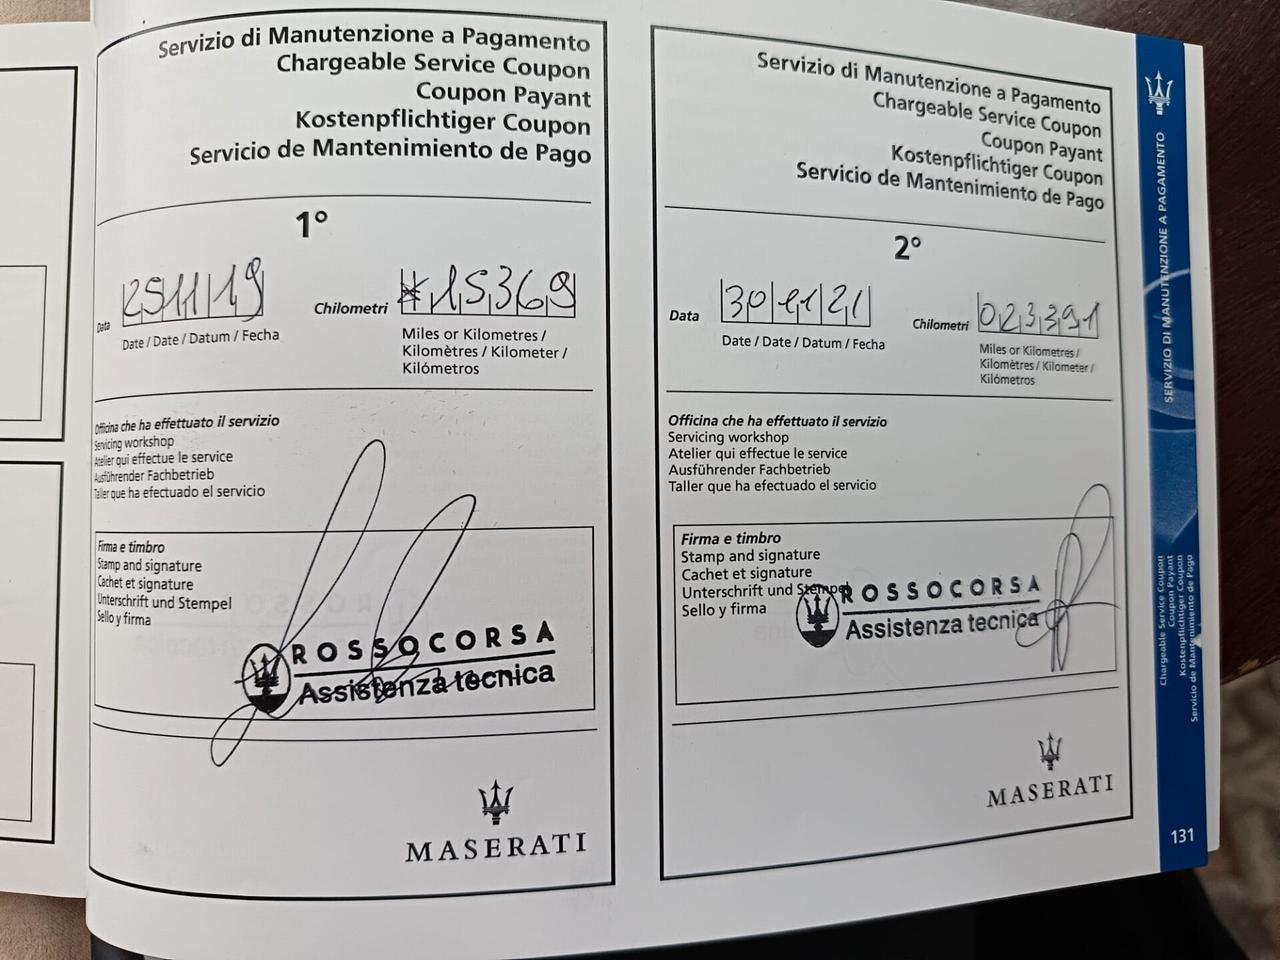 Servizio di Manutenzione a Pagamento
Chargeable Service Coupon
Coupon Payant
Kostenpflichtiger Coupon
Servicio de Mantenimiento de Pago
1°
Data 251119
Date / Date / Datum / Fecha
Chilometri 15369
Miles or Kilometres /
Kilomètres / Kilometer /
Kilómetros
Officina che ha effettuato il servizio
Servicing workshop
Atelier qui effectue le service
Ausführender Fachbetrieb
Taller que ha efectuado el servicio
Firma e timbro
Stamp and signature
Cachet et signature
Unterschrift und Stempel
Sello y firma
ROSSOCORSA
Assistenza tecnica
MASERATI
Servizio di Manutenzione a Pagamento
Chargeable Service Coupon
Coupon Payant
Kostenpflichtiger Coupon
Servicio de Mantenimiento de Pago
2°
Data
Date / Date / Datum / Fecha
Chilometri 023391
Miles or Kilometres /
Kilomètres / Kilometer /
Kilómetros
Officina che ha effettuato il servizio
Servicing workshop
Atelier qui effectue le service
Ausführender Fachbetrieb
Taller que ha efectuado el servicio
Firma e timbro
Stamp and signature
Cachet et signature
Unterschrift und Stempel
Sello y firma
ROSSOCORSA
Assistenza tecnica
MASERATI
SERVIZIO DI MANUTENZIONE A PAGAMENTO
Chargeable Service Coupon
Coupon Payant
Kostenpflichtiger Coupon
Servicio de Mantenimiento de Pago
131